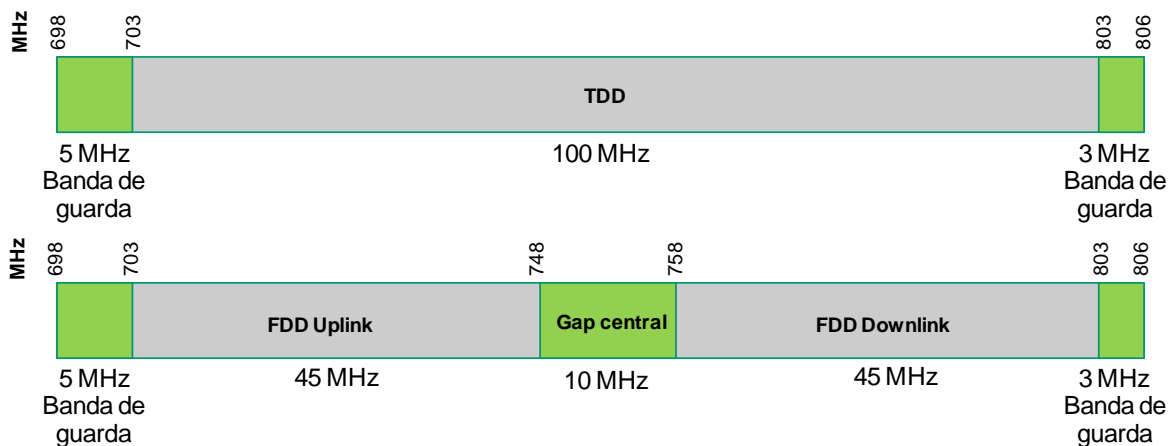 MHz
698 703 803 806
TDD
5 MHz 100 MHz 3 MHz
Banda de Banda de
guarda guarda
MHz
698 703 748 758 803 806
FDD Uplink Gap central FDD Downlink
5 MHz 45 MHz 10 MHz 45 MHz 3 MHz
Banda de Banda de
guarda guarda